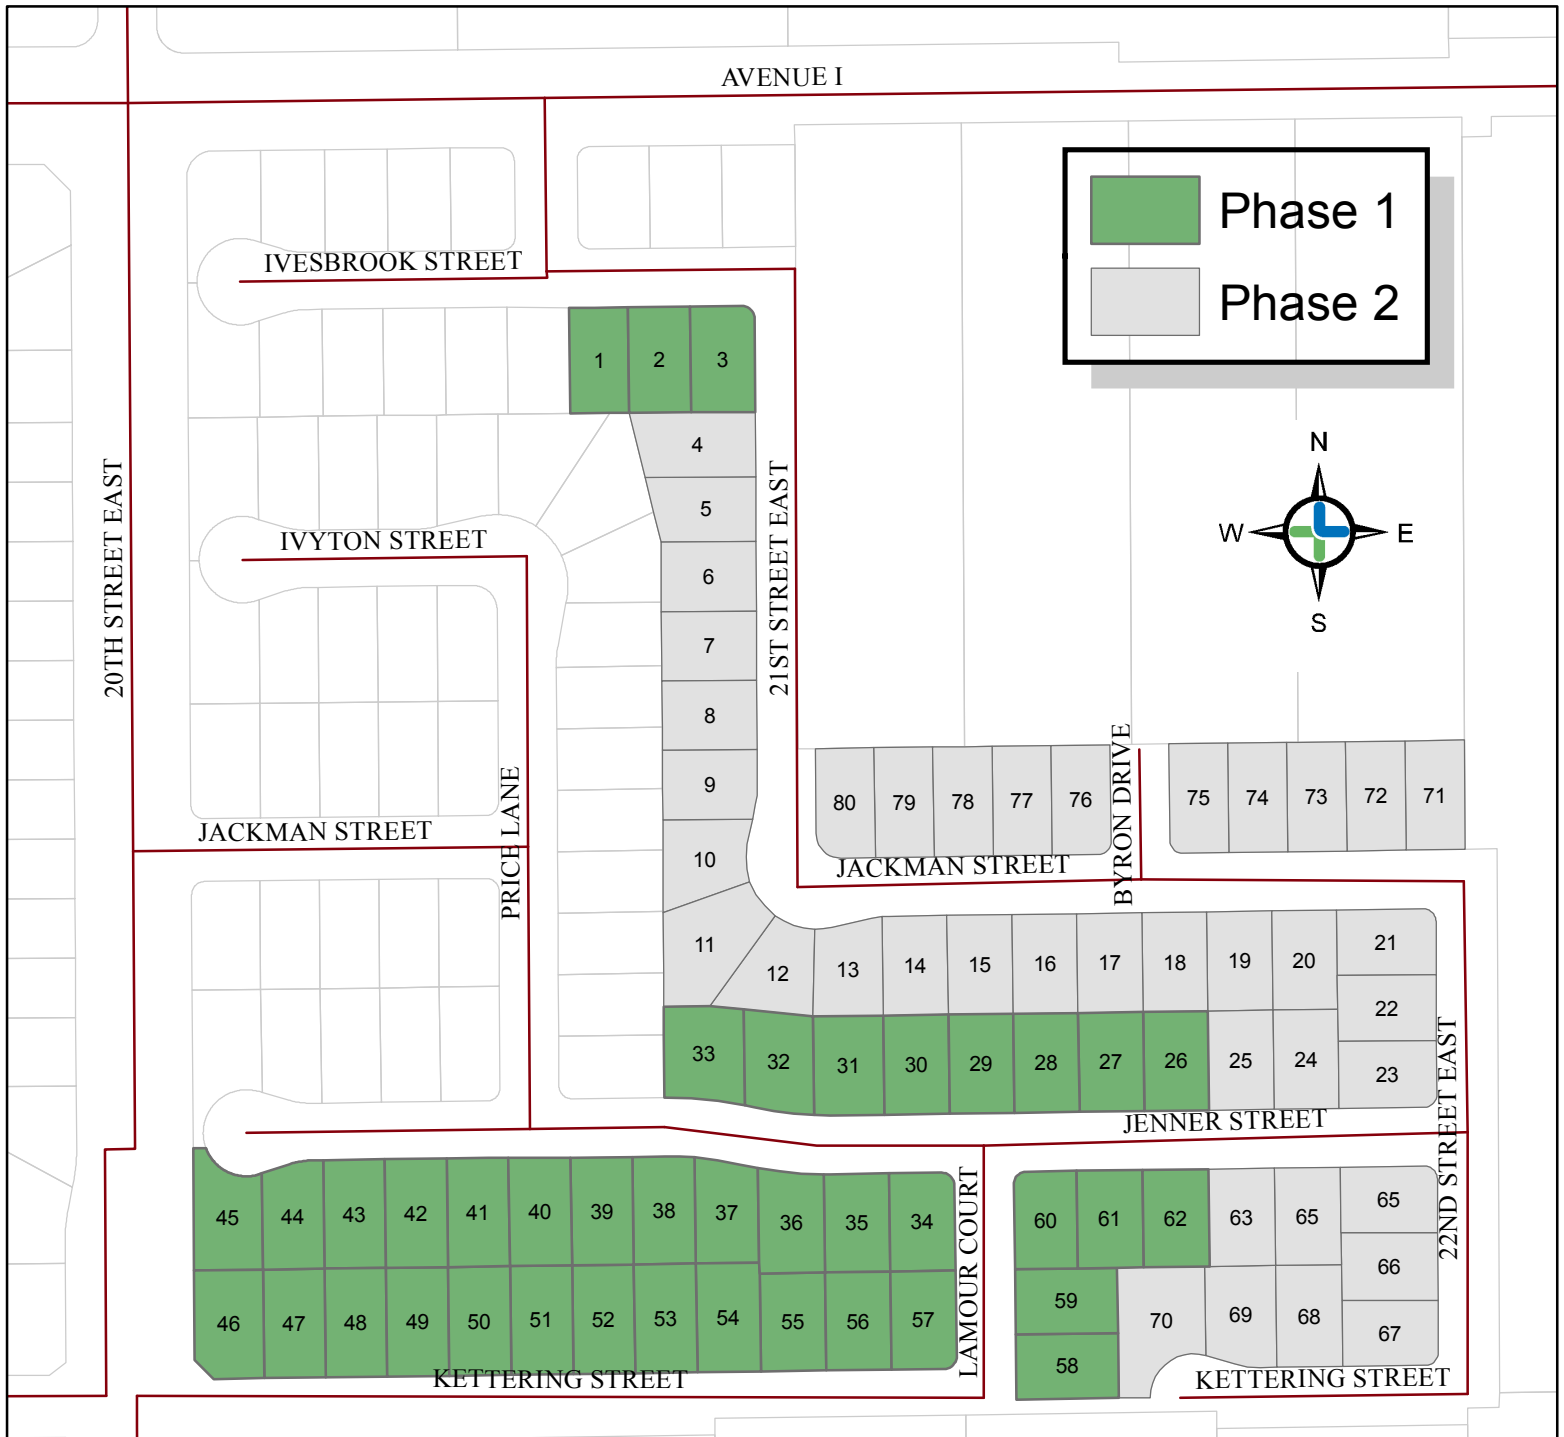 AVENUE I
Phase 1
Phase 2
IVESBROOK STREET
1 2 3
4
N
W E
S
5
20TH STREET EAST
21ST STREET EAST
IVYTON STREET
6
7
8
9
PRICE LANE
BYRON DRIVE
80 79 78 77 76
75 74 73 72 71
JACKMAN STREET
JACKMAN STREET
10
11
12 13 14 15 16 17 18 19 20
21
22
23
33 32 31 30 29 28 27 26 25 24
22ND STREET EAST
JENNER STREET
45 44 43 42 41 40 39 38 37 36 35 34
LAMOUR COURT
60 61 62 63 65
65
66
67
46 47 48 49 50 51 52 53 54 55 56 57
59
58
70 69 68
KETTERING STREET
KETTERING STREET